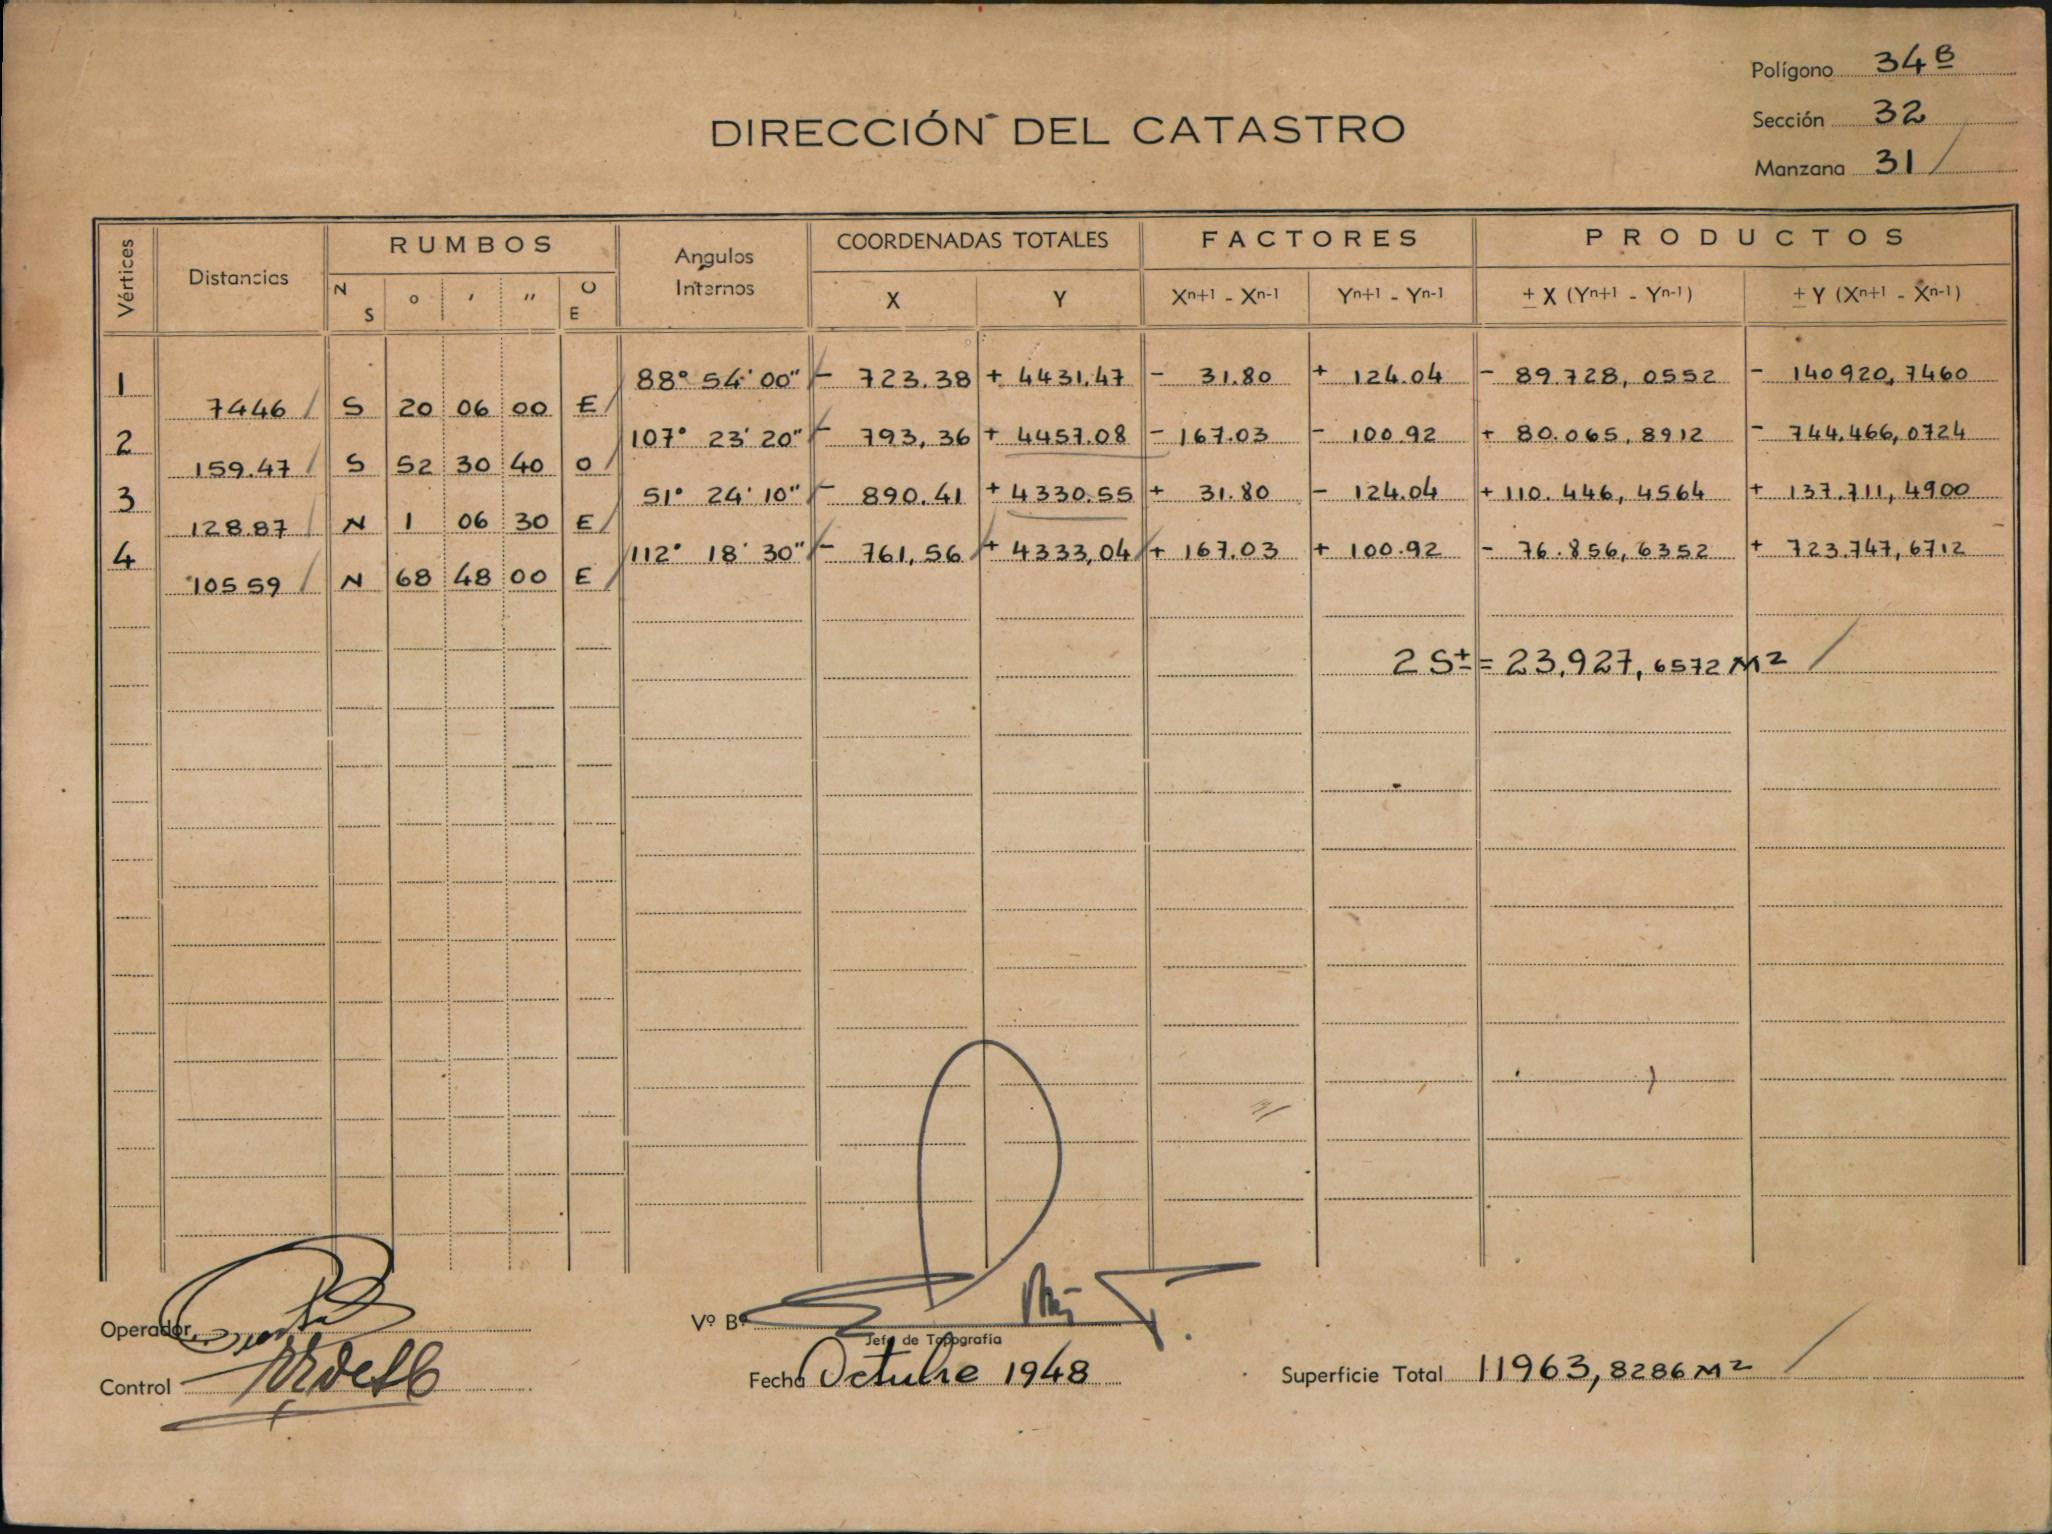 Polígono 34 B
Sección 32
Manzana 31 /
DIRECCIÓN DEL CATASTRO
Vértices Distancias RUMBOS Angulos Internos COORDENADAS TOTALES FACTORES PRODUCTOS
N S ° ' " O E X Y Xn+1 - Xn-1 Yn+1 - Yn-1 ± X (Yn+1 - Yn-1) ± Y (Xn+1 - Xn-1)
1 88° 54' 00" - 723.38 + 4431.47 - 31.80 + 124.04 - 89.728, 0552 - 140920, 7460
7446 / S 20 06 00 E /
2 107° 23' 20" - 793, 36 + 4457.08 - 167.03 - 100.92 + 80.065, 8912 - 744.466, 0724
159.47 / S 52 30 40 O /
3 51° 24' 10" - 890.41 + 4330.55 + 31.80 - 124.04 + 110.446, 4564 + 137.711, 4900
128.87 / N 1 06 30 E /
4 112° 18' 30" - 761,56 + 4333,04 + 167.03 + 100.92 - 76.856, 6352 + 723.747, 6712
105 59 / N 68 48 00 E /
2 S± = 23,927, 6572 M² /
Operador
Vº Bº
Jefe de Topografía
Control
Fecha Octubre 1948
Superficie Total 11963,8286 M² /